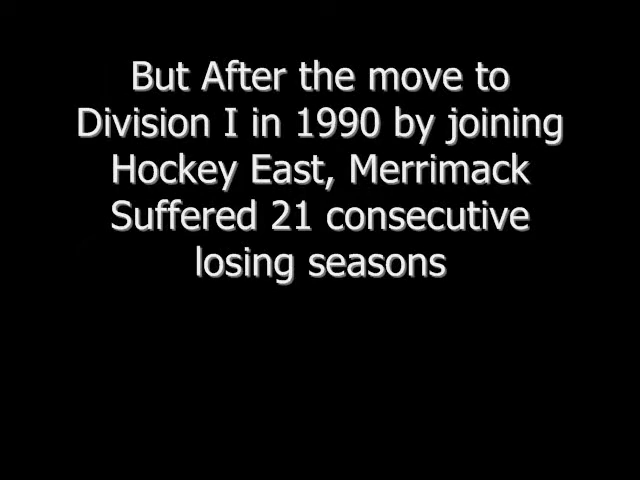 But After the move to
Division I in 1990 by joining
Hockey East, Merrimack
Suffered 21 consecutive
losing seasons